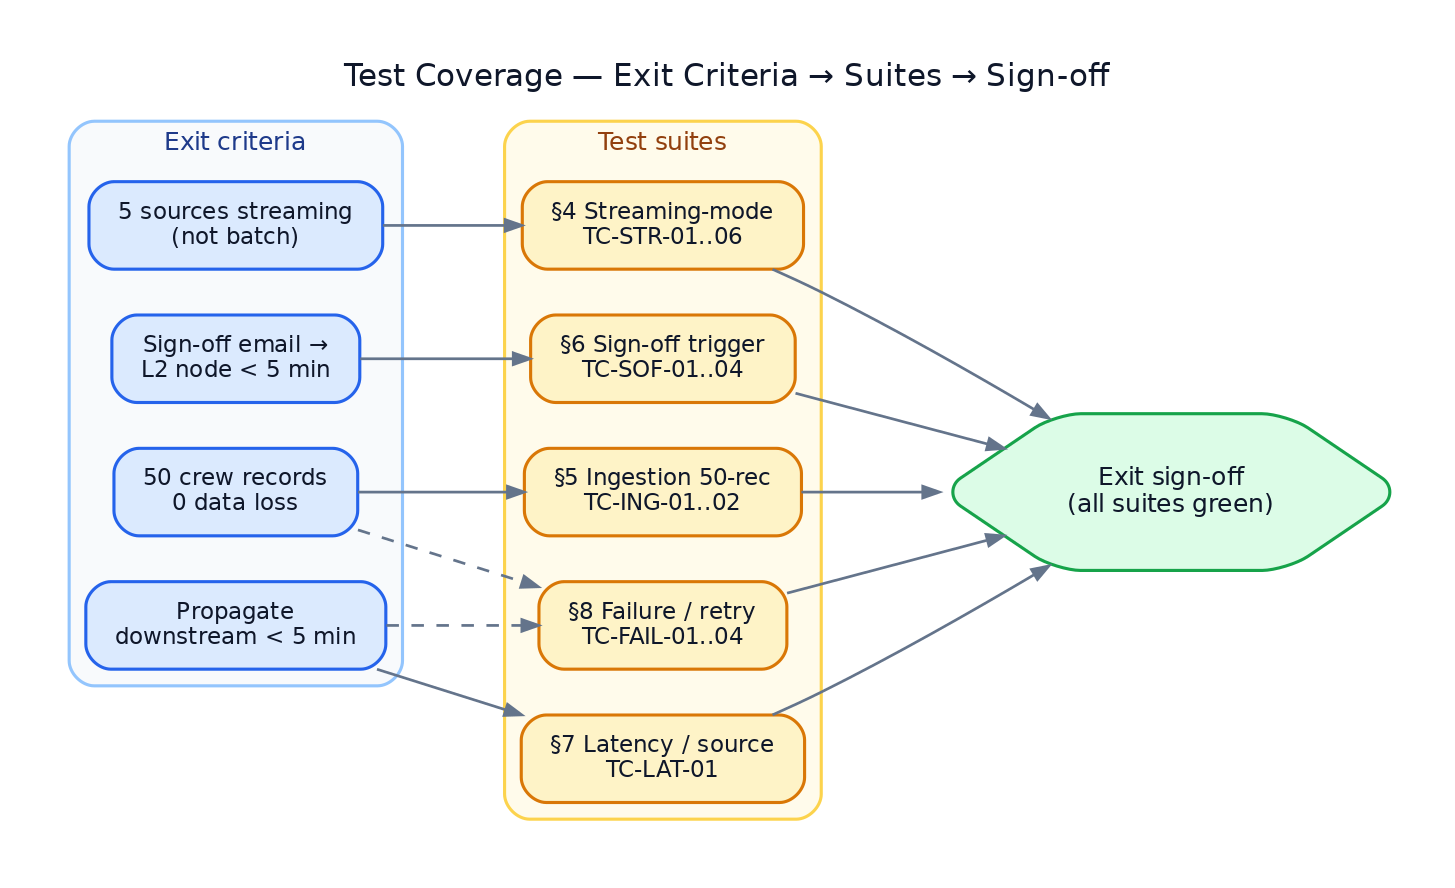 Test Coverage — Exit Criteria → Suites → Sign-off
Exit criteria
5 sources streaming
(not batch)
Sign-off email →
L2 node < 5 min
50 crew records
0 data loss
Propagate
downstream < 5 min
Test suites
§4 Streaming-mode
TC-STR-01..06
§6 Sign-off trigger
TC-SOF-01..04
§5 Ingestion 50-rec
TC-ING-01..02
§8 Failure / retry
TC-FAIL-01..04
§7 Latency / source
TC-LAT-01
Exit sign-off
(all suites green)